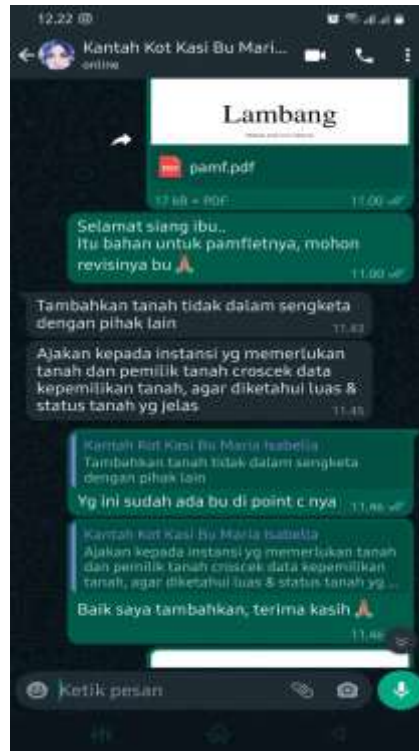 12.22
Kantah Kot Kasi Bu Mari...
online
Lambang
pamf.pdf
17 kB • PDF
11.00
Selamat siang ibu..
Itu bahan untuk pamfletnya, mohon
revisinya bu 🙏
11.00
Tambahkan tanah tidak dalam sengketa
dengan pihak lain
11.43
Ajakan kepada instansi yg memerlukan
tanah dan pemilik tanah croscek data
kepemilikan tanah, agar diketahui luas &
status tanah yg jelas
11.45
Kantah Kot Kasi Bu Maria Isabella
Tambahkan tanah tidak dalam sengketa
dengan pihak lain
Yg ini sudah ada bu di point c nya
11.46
Kantah Kot Kasi Bu Maria Isabella
Ajakan kepada instansi yg memerlukan tanah
dan pemilik tanah croscek data kepemilikan
tanah, agar diketahui luas & status tanah yg...
Baik saya tambahkan, terima kasih 🙏
11.46
Ketik pesan